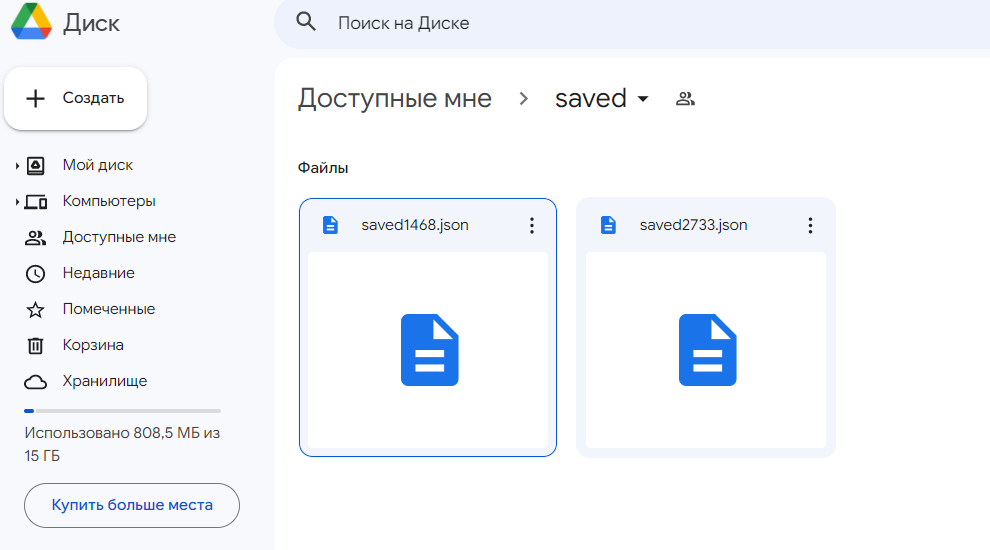 Диск
Поиск на Диске
Создать
Доступные мне
saved
Мой диск
Компьютеры
Доступные мне
Недавние
Помеченные
Корзина
Хранилище
Использовано 808,5 МБ из
15 ГБ
Купить больше места
Файлы
saved1468.json
saved2733.json